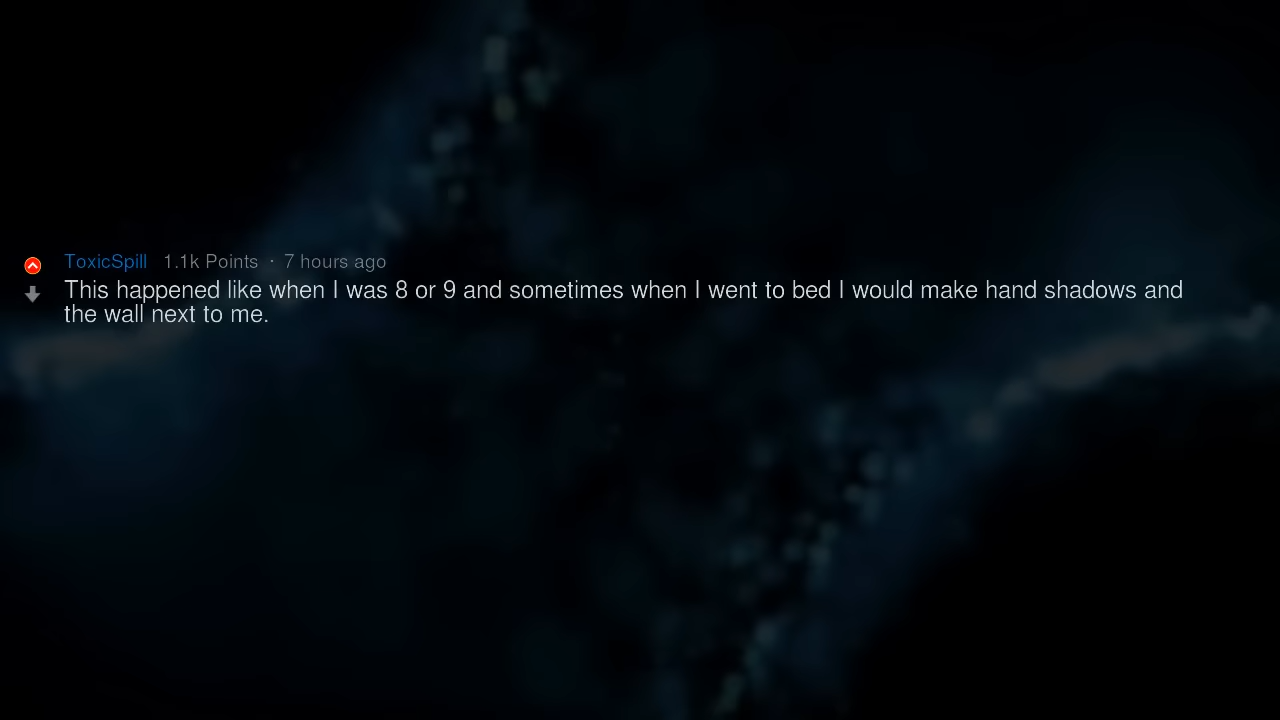 ToxicSpill 1.1k Points · 7 hours ago
This happened like when I was 8 or 9 and sometimes when I went to bed I would make hand shadows and
the wall next to me.